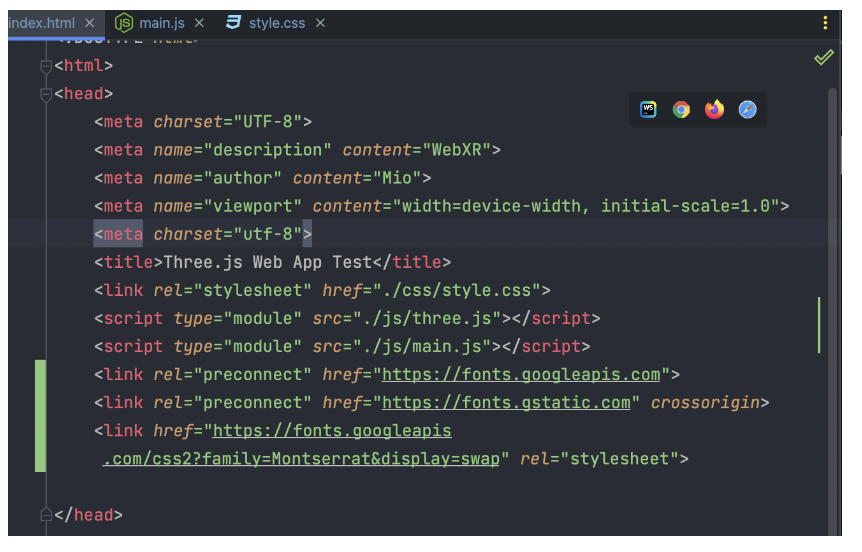 index.html main.js style.css
<!DOCTYPE html>
<html>
<head>
<meta charset="UTF-8">
<meta name="description" content="WebXR">
<meta name="author" content="Mio">
<meta name="viewport" content="width=device-width, initial-scale=1.0">
<meta charset="utf-8">
<title>Three.js Web App Test</title>
<link rel="stylesheet" href="./css/style.css">
<script type="module" src="./js/three.js"></script>
<script type="module" src="./js/main.js"></script>
<link rel="preconnect" href="https://fonts.googleapis.com">
<link rel="preconnect" href="https://fonts.gstatic.com" crossorigin>
<link href="https://fonts.googleapis
.com/css2?family=Montserrat&display=swap" rel="stylesheet">
</head>